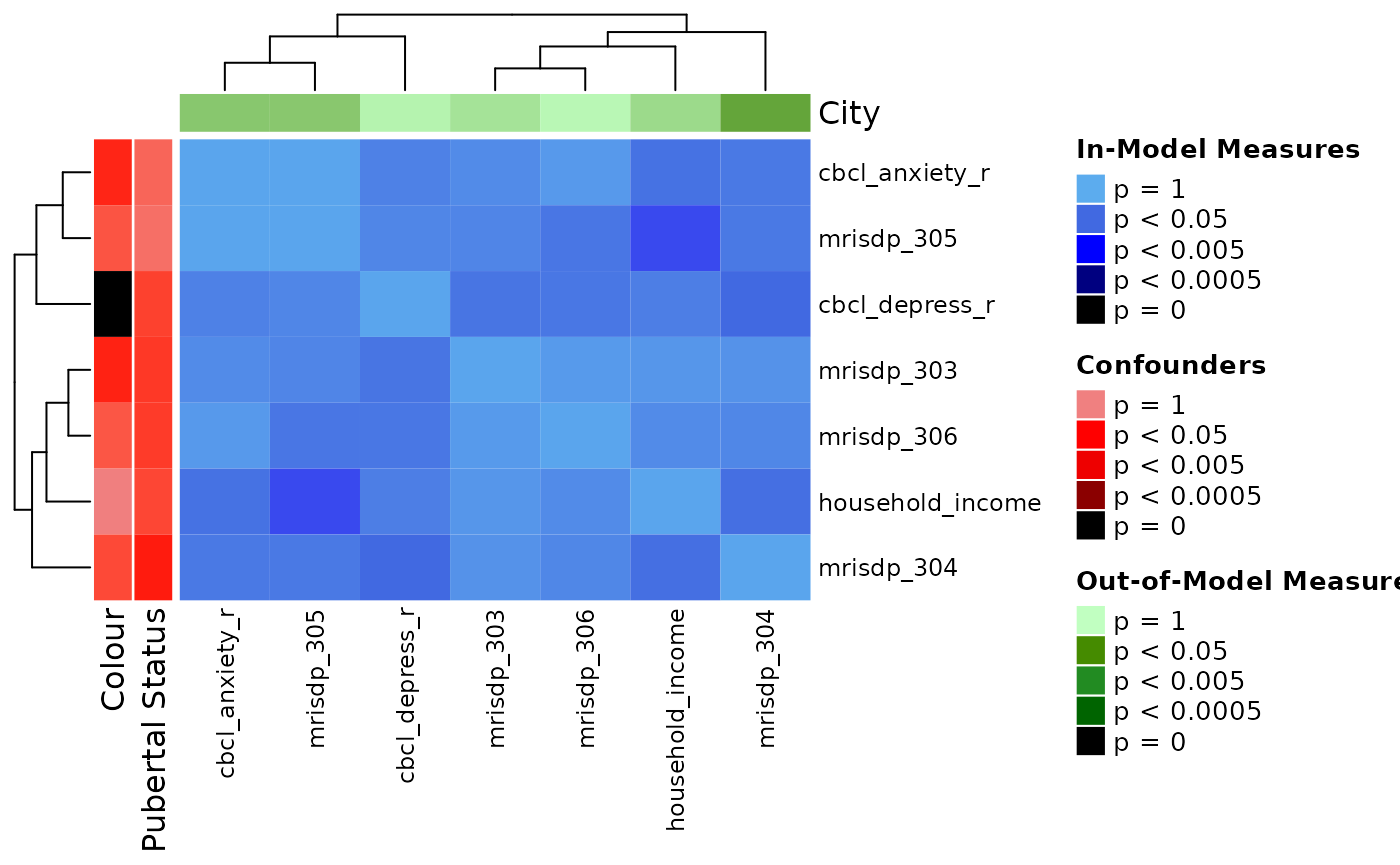 City
cbcl_anxiety_r
mrisdp_305
cbcl_depress_r
mrisdp_303
mrisdp_306
household_income
mrisdp_304
Colour
Pubertal Status
cbcl_anxiety_r
mrisdp_305
cbcl_depress_r
mrisdp_303
mrisdp_306
household_income
mrisdp_304
In-Model Measures
p = 1
p < 0.05
p < 0.005
p < 0.0005
p = 0
Confounders
p = 1
p < 0.05
p < 0.005
p < 0.0005
p = 0
Out-of-Model Measure
p = 1
p < 0.05
p < 0.005
p < 0.0005
p = 0